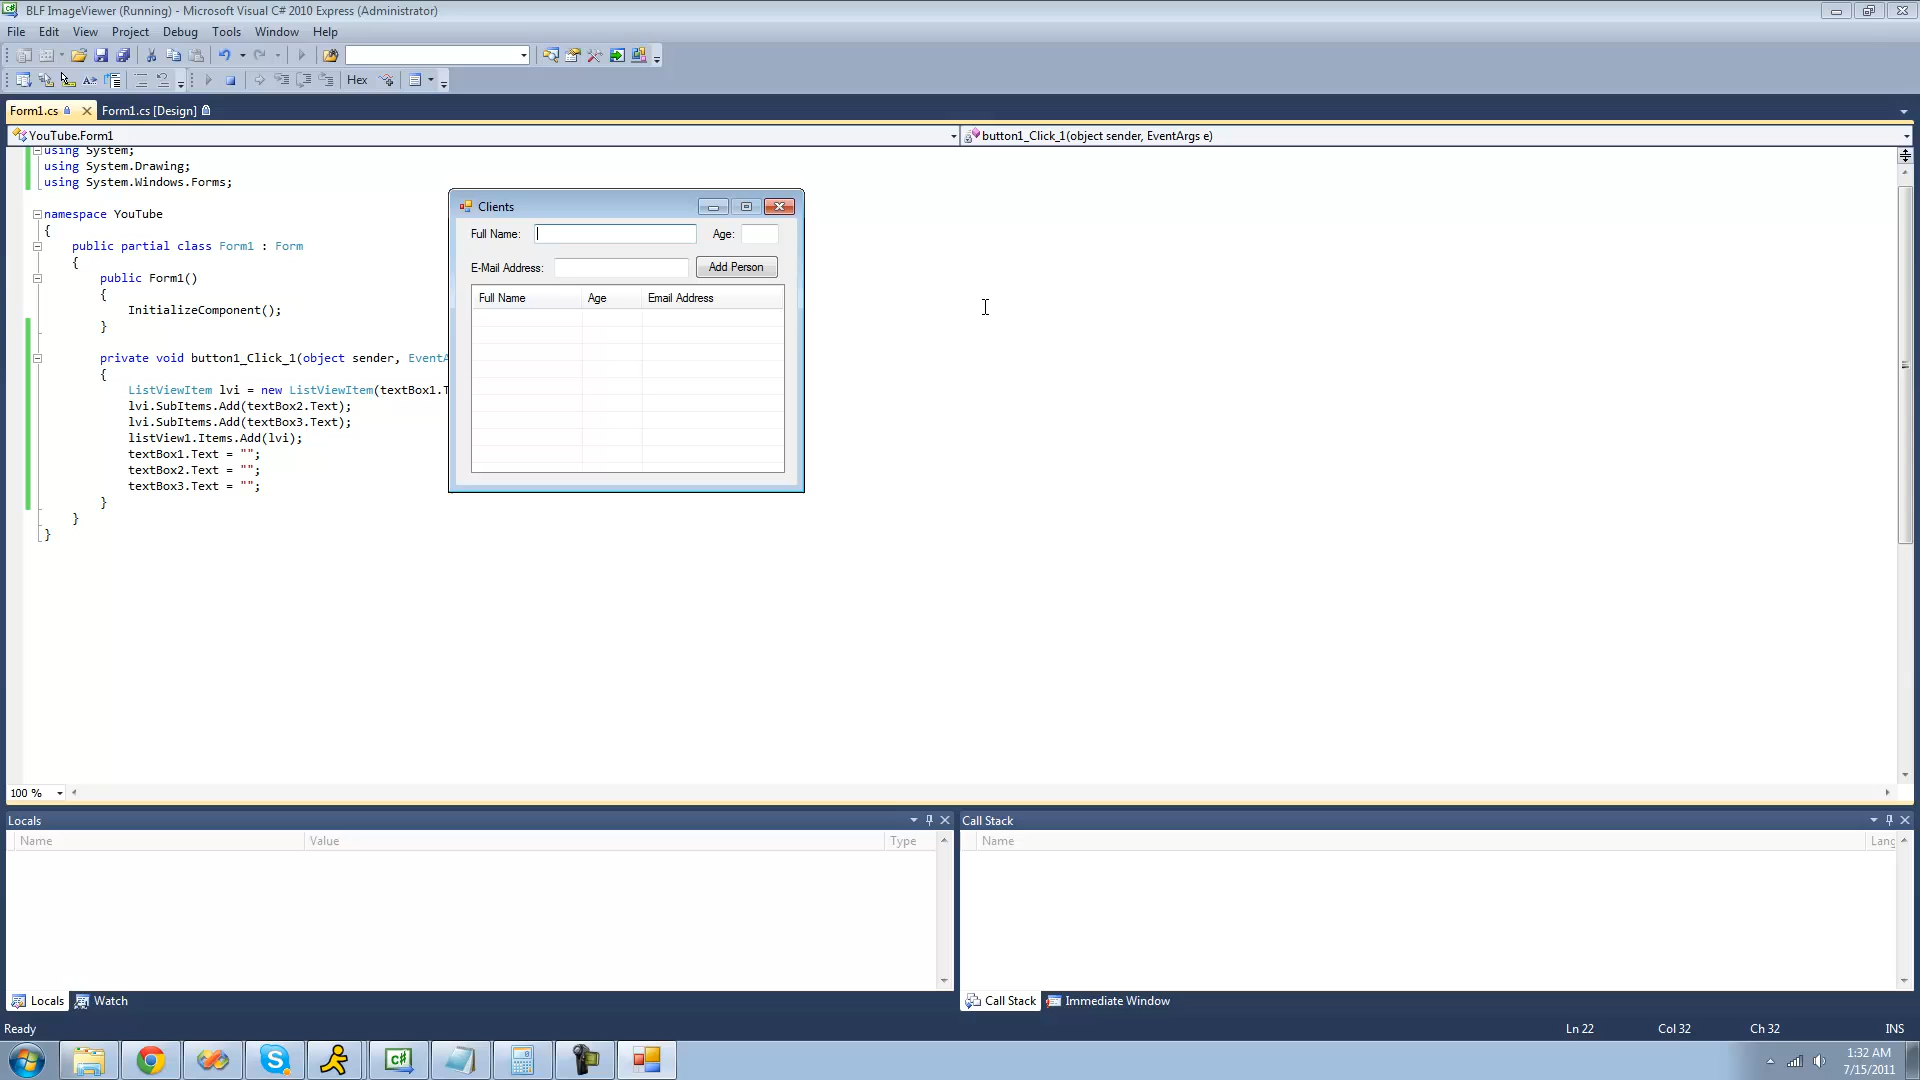 BLF ImageViewer (Running) - Microsoft Visual C# 2010 Express (Administrator)
File Edit View Project Debug Tools Window Help
Hex
Form1.cs Form1.cs [Design]
YouTube.Form1 button1_Click_1(object sender, EventArgs e)
using System;
using System.Drawing;
using System.Windows.Forms;
namespace YouTube
{
public partial class Form1 : Form
{
public Form1()
{
InitializeComponent();
}
private void button1_Click_1(object sender, EventA
{
ListViewItem lvi = new ListViewItem(textBox1.T
lvi.SubItems.Add(textBox2.Text);
lvi.SubItems.Add(textBox3.Text);
listView1.Items.Add(lvi);
textBox1.Text = "";
textBox2.Text = "";
textBox3.Text = "";
}
}
}
Clients
Full Name: Age:
E-Mail Address: Add Person
Full Name Age Email Address
100 %
Locals
Name Value Type
Call Stack
Name Lang
Locals Watch
Call Stack Immediate Window
Ready Ln 22 Col 32 Ch 32 INS
1:32 AM
7/15/2011